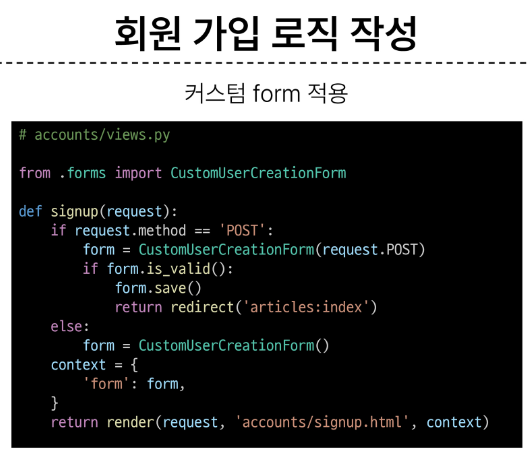 회원 가입 로직 작성
커스텀 form 적용
# accounts/views.py
from .forms import CustomUserCreationForm
def signup(request):
    if request.method == 'POST':
        form = CustomUserCreationForm(request.POST)
        if form.is_valid():
            form.save()
            return redirect('articles:index')
    else:
        form = CustomUserCreationForm()
    context = {
        'form': form,
    }
    return render(request, 'accounts/signup.html', context)